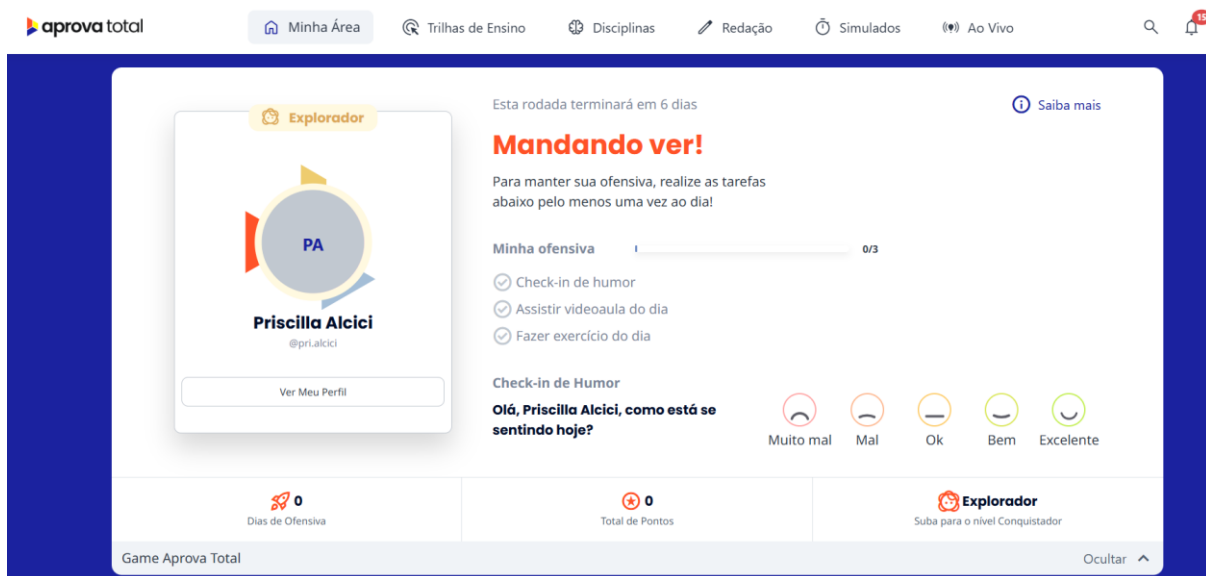 aprova total
Minha Área
Trilhas de Ensino
Disciplinas
Redação
Simulados
Ao Vivo
15
Explorador
PA
Priscilla Alcici
@pri.alcici
Ver Meu Perfil
Esta rodada terminará em 6 dias
Saiba mais
Mandando ver!
Para manter sua ofensiva, realize as tarefas
abaixo pelo menos uma vez ao dia!
Minha ofensiva
0/3
Check-in de humor
Assistir videoaula do dia
Fazer exercício do dia
Check-in de Humor
Olá, Priscilla Alcici, como está se
sentindo hoje?
Muito mal
Mal
Ok
Bem
Excelente
0
Dias de Ofensiva
0
Total de Pontos
Explorador
Suba para o nível Conquistador
Game Aprova Total
Ocultar